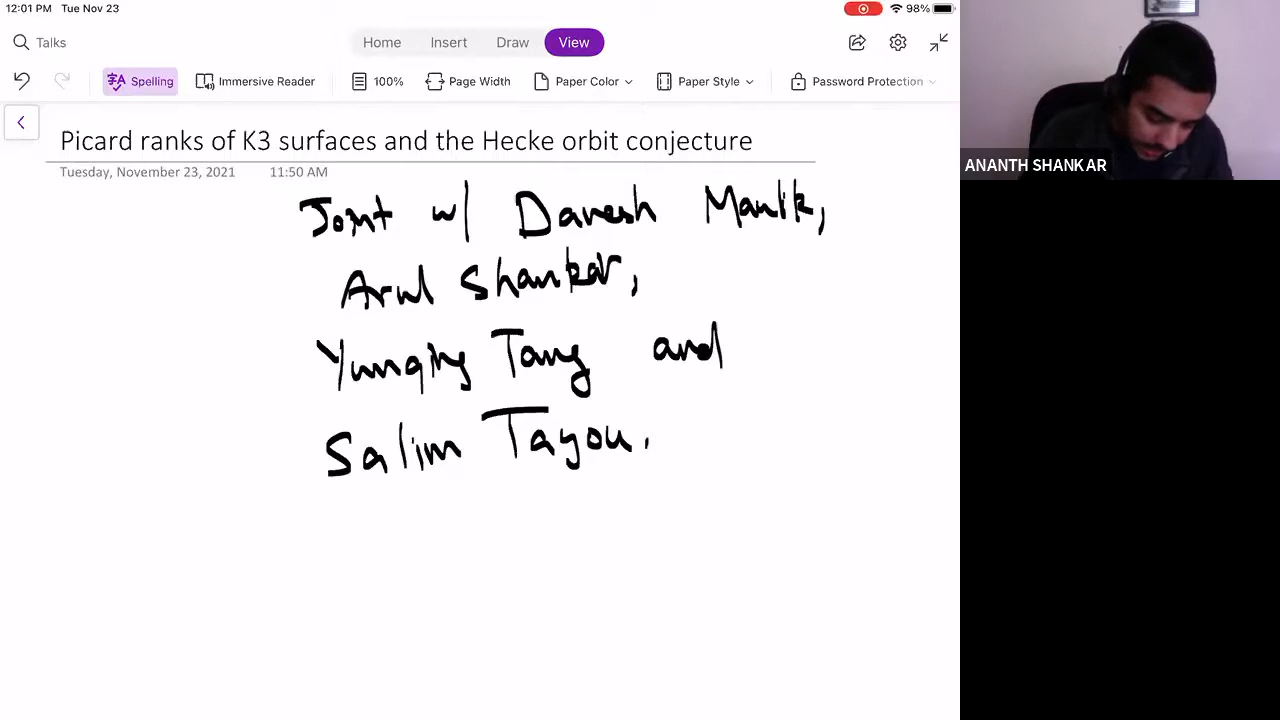 12:01 PM Tue Nov 23
98%
Talks
Home Insert Draw View
Spelling Immersive Reader 100% Page Width Paper Color Paper Style Password Protection
Picard ranks of K3 surfaces and the Hecke orbit conjecture
Tuesday, November 23, 2021 11:50 AM
Joint w/ Davesh Maulik,
Arul Shankar,
Yunqing Tang and
Salim Tayou.
ANANTH SHANKAR